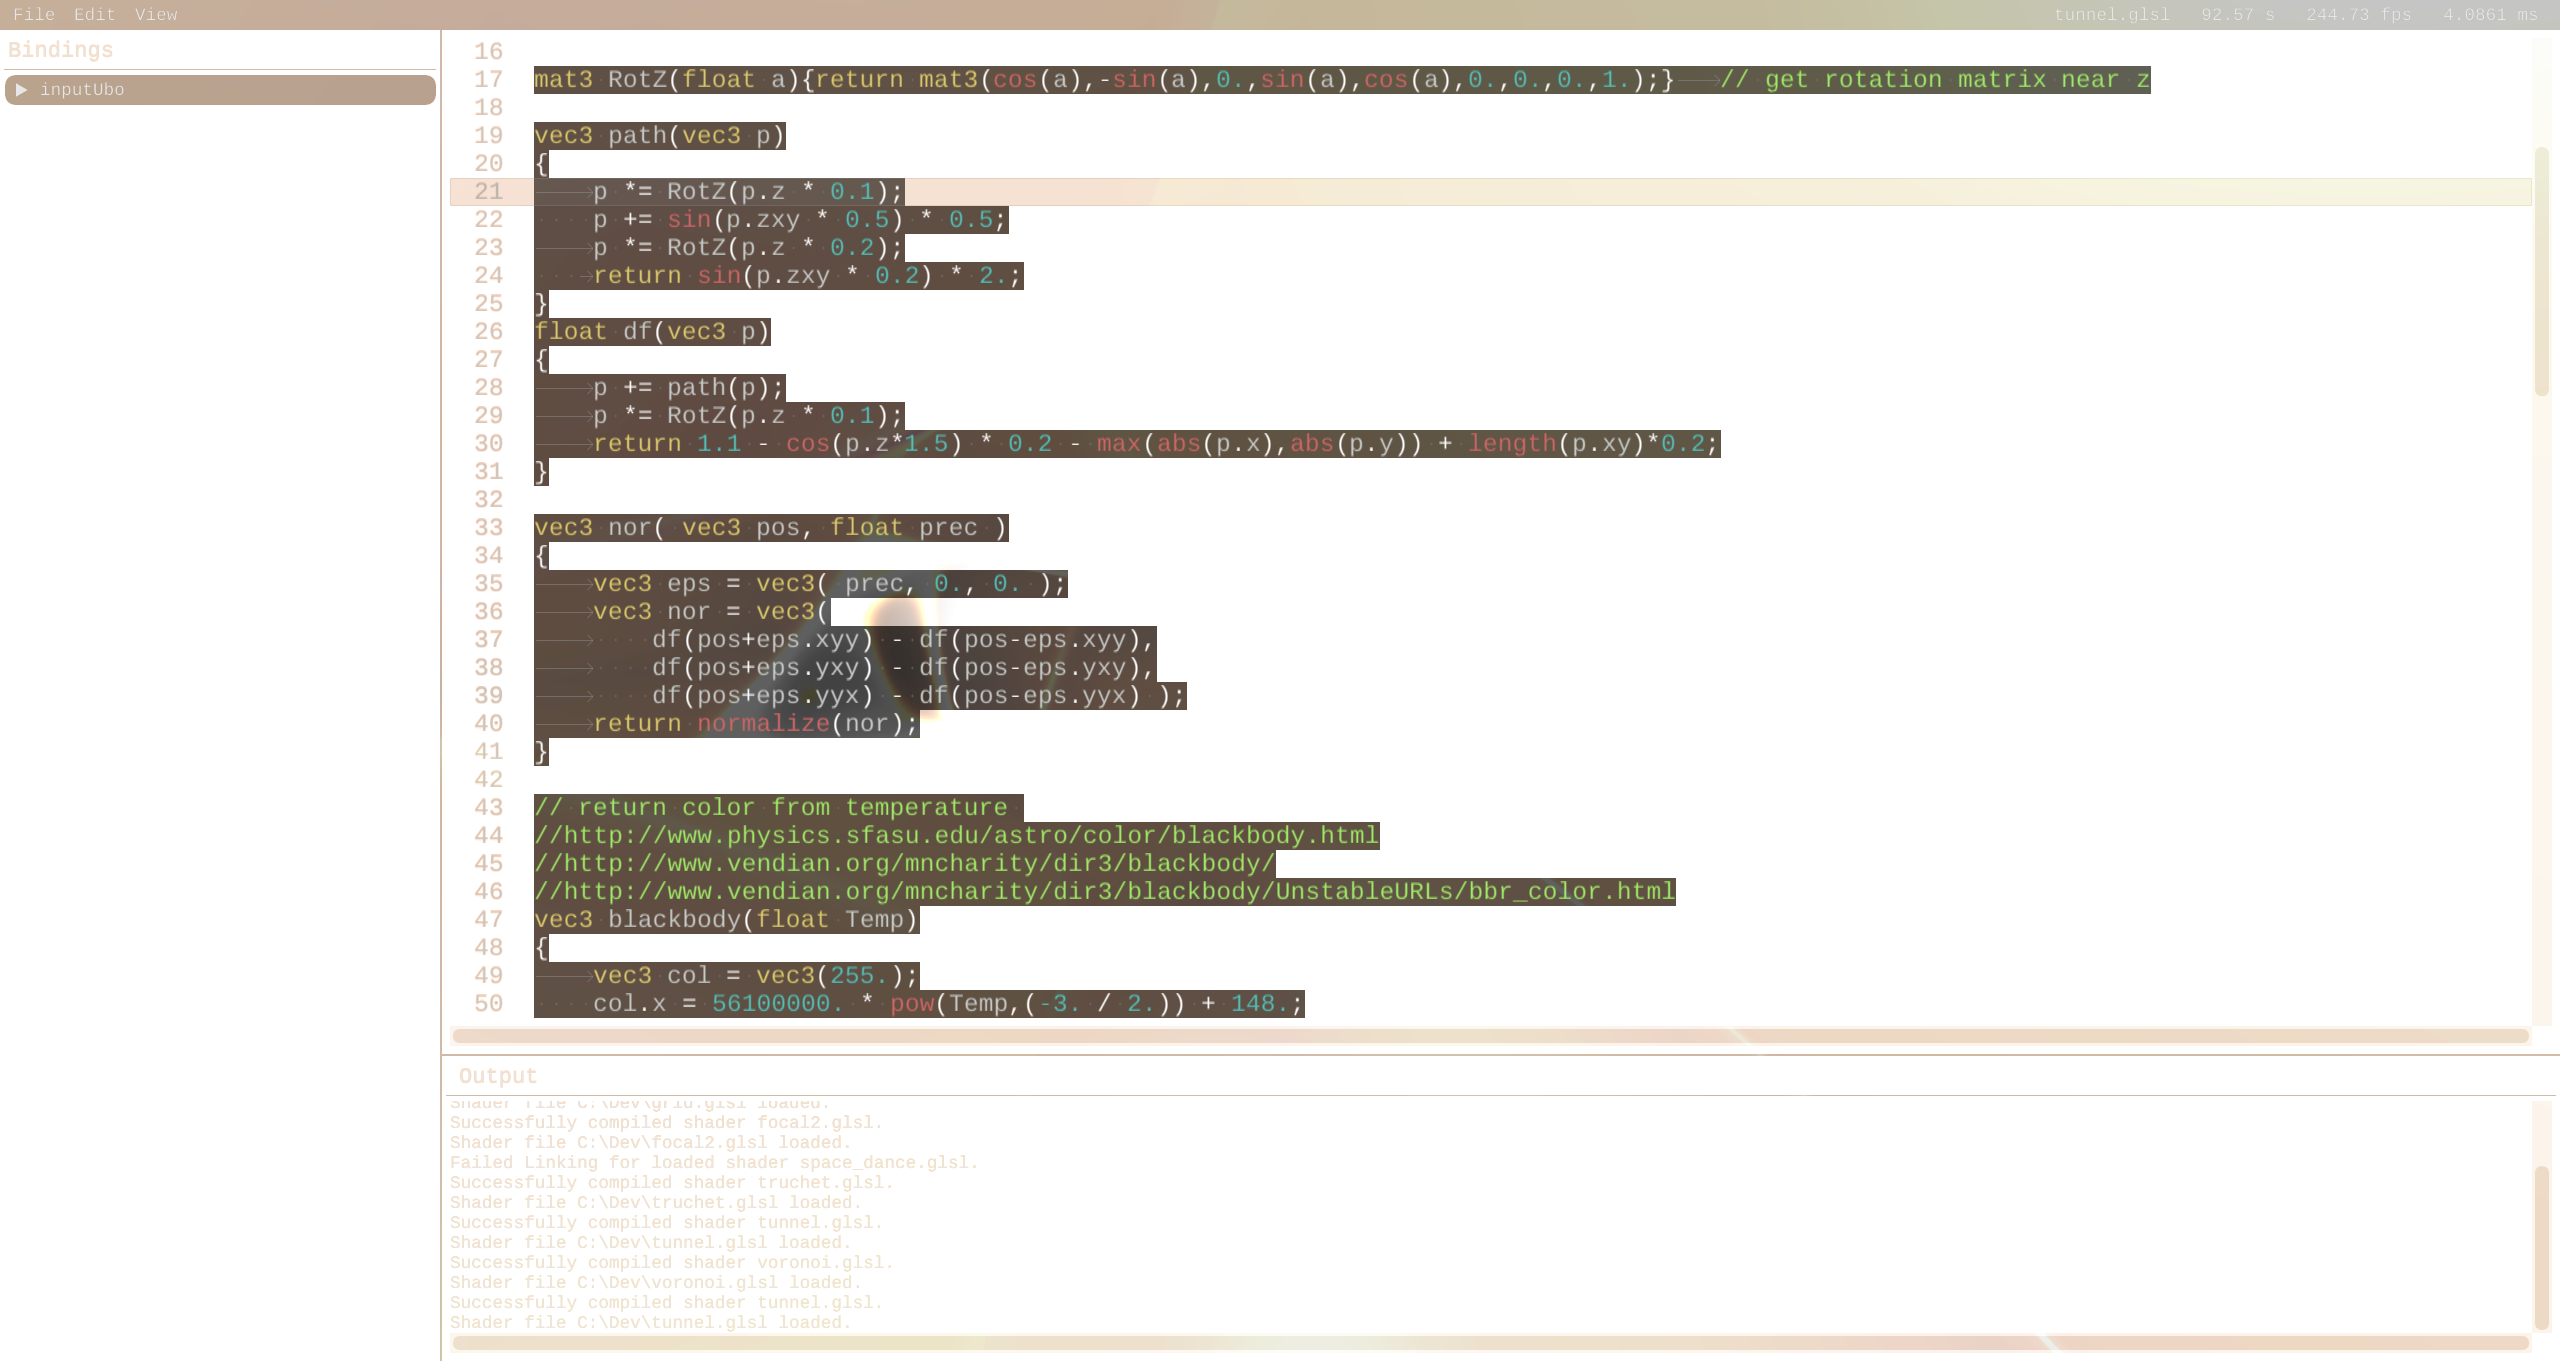 File Edit View
tunnel.glsl 92.57 s 244.73 fps 4.0861 ms
Bindings
inputUbo
16
17 mat3 RotZ(float a){return mat3(cos(a),-sin(a),0.,sin(a),cos(a),0.,0.,0.,1.);} // get rotation matrix near z
18
19 vec3 path(vec3 p)
20 {
21 p *= RotZ(p.z * 0.1);
22 p += sin(p.zxy * 0.5) * 0.5;
23 p *= RotZ(p.z * 0.2);
24 return sin(p.zxy * 0.2) * 2.;
25 }
26 float df(vec3 p)
27 {
28 p += path(p);
29 p *= RotZ(p.z * 0.1);
30 return 1.1 - cos(p.z*1.5) * 0.2 - max(abs(p.x),abs(p.y)) + length(p.xy)*0.2;
31 }
32
33 vec3 nor( vec3 pos, float prec )
34 {
35 vec3 eps = vec3( prec, 0., 0. );
36 vec3 nor = vec3(
37 df(pos+eps.xyy) - df(pos-eps.xyy),
38 df(pos+eps.yxy) - df(pos-eps.yxy),
39 df(pos+eps.yyx) - df(pos-eps.yyx) );
40 return normalize(nor);
41 }
42
43 // return color from temperature
44 //http://www.physics.sfasu.edu/astro/color/blackbody.html
45 //http://www.vendian.org/mncharity/dir3/blackbody/
46 //http://www.vendian.org/mncharity/dir3/blackbody/UnstableURLs/bbr_color.html
47 vec3 blackbody(float Temp)
48 {
49 vec3 col = vec3(255.);
50 col.x = 56100000. * pow(Temp,(-3. / 2.)) + 148.;
Output
Shader file C:\Dev\grid.glsl loaded.
Successfully compiled shader focal2.glsl.
Shader file C:\Dev\focal2.glsl loaded.
Failed Linking for loaded shader space_dance.glsl.
Successfully compiled shader truchet.glsl.
Shader file C:\Dev\truchet.glsl loaded.
Successfully compiled shader tunnel.glsl.
Shader file C:\Dev\tunnel.glsl loaded.
Successfully compiled shader voronoi.glsl.
Shader file C:\Dev\voronoi.glsl loaded.
Successfully compiled shader tunnel.glsl.
Shader file C:\Dev\tunnel.glsl loaded.